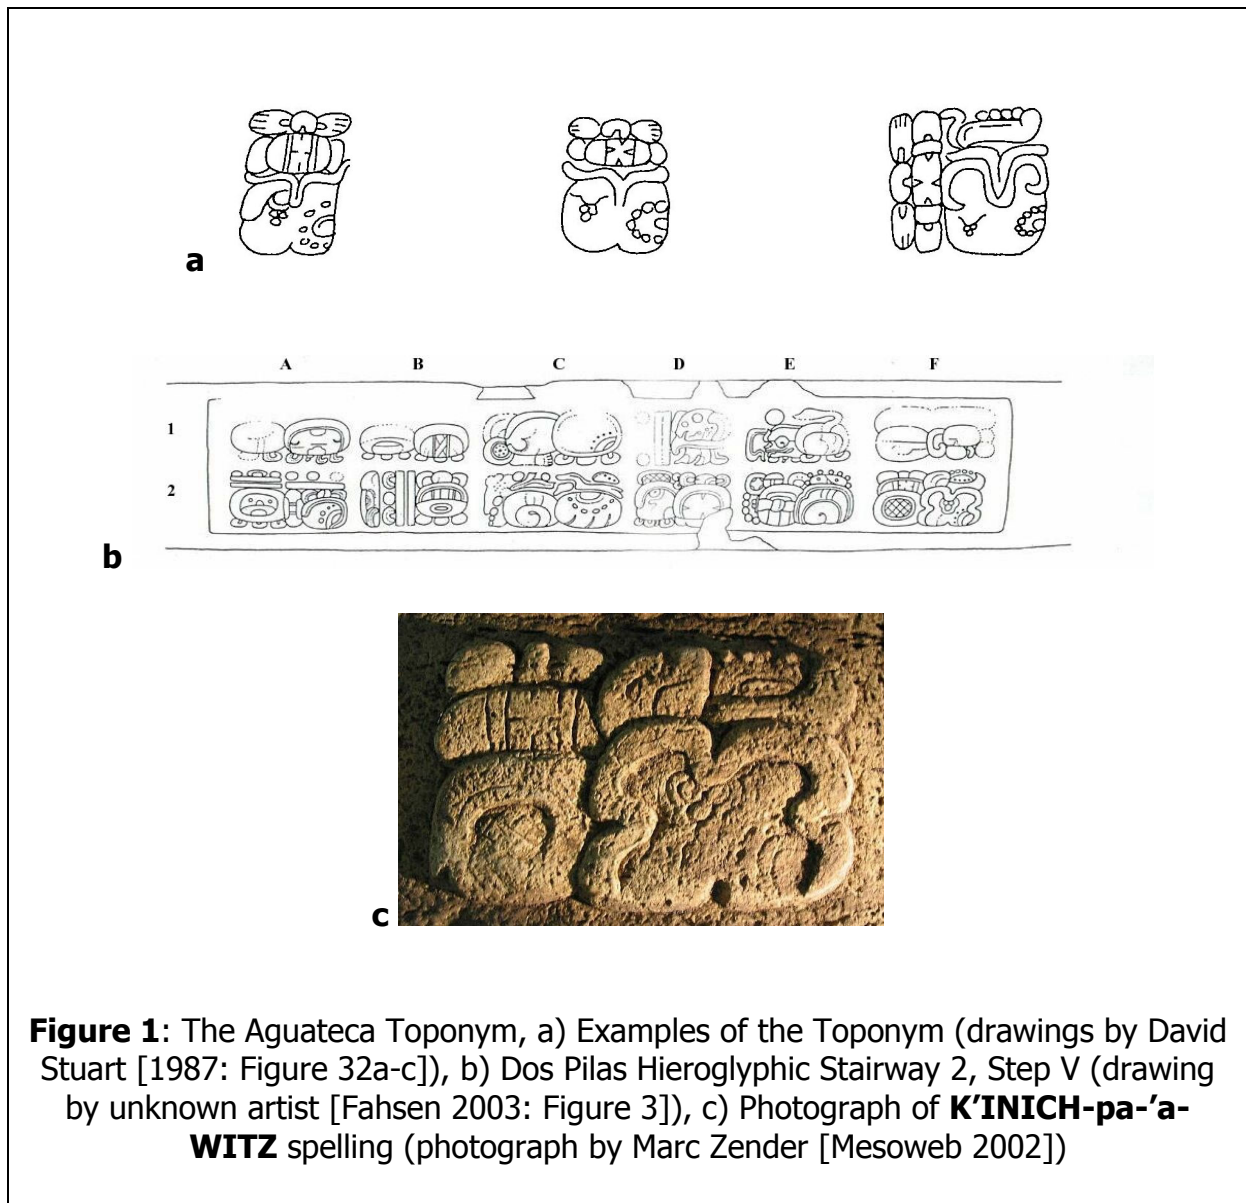 a
A B C D E F
1
2
b
c
Figure 1: The Aguateca Toponym, a) Examples of the Toponym (drawings by David
Stuart [1987: Figure 32a-c]), b) Dos Pilas Hieroglyphic Stairway 2, Step V (drawing
by unknown artist [Fahsen 2003: Figure 3]), c) Photograph of K’INICH-pa-’a-
WITZ spelling (photograph by Marc Zender [Mesoweb 2002])